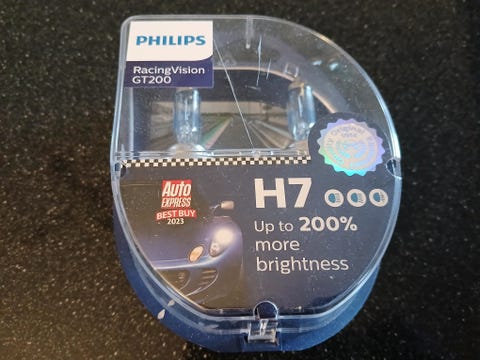 PHILIPS
RacingVision
GT200
Auto
EXPRESS
BEST BUY
2023
H7
Up to 200%
more
brightness